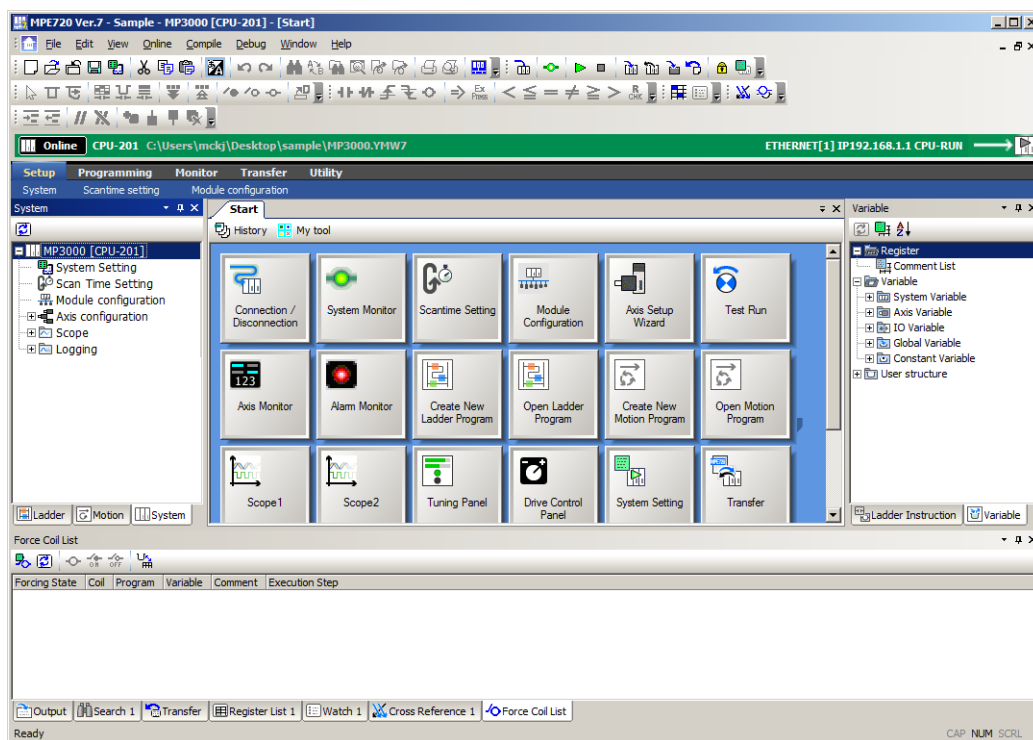 MPE720 Ver.7 - Sample - MP3000 [CPU-201] - [Start]
File Edit View Online Compile Debug Window Help
Online CPU-201 C:\Users\mckj\Desktop\sample\MP3000.YMW7 ETHERNET[1] IP192.168.1.1 CPU-RUN
Setup Programming Monitor Transfer Utility
System Scantime setting Module configuration
System
MP3000 [CPU-201]
System Setting
Scan Time Setting
Module configuration
Axis configuration
Scope
Logging
Ladder Motion System
Start
History My tool
Connection / Disconnection
System Monitor
Scantime Setting
Module Configuration
Axis Setup Wizard
Test Run
123
Axis Monitor
Alarm Monitor
Create New Ladder Program
Open Ladder Program
Create New Motion Program
Open Motion Program
Scope1
Scope2
Tuning Panel
Drive Control Panel
System Setting
Transfer
Variable
Register
Comment List
Variable
System Variable
Axis Variable
IO Variable
Global Variable
Constant Variable
User structure
Ladder Instruction Variable
Force Coil List
ON OFF
Forcing State Coil Program Variable Comment Execution Step
Output Search 1 Transfer Register List 1 Watch 1 Cross Reference 1 Force Coil List
Ready CAP NUM SCRL